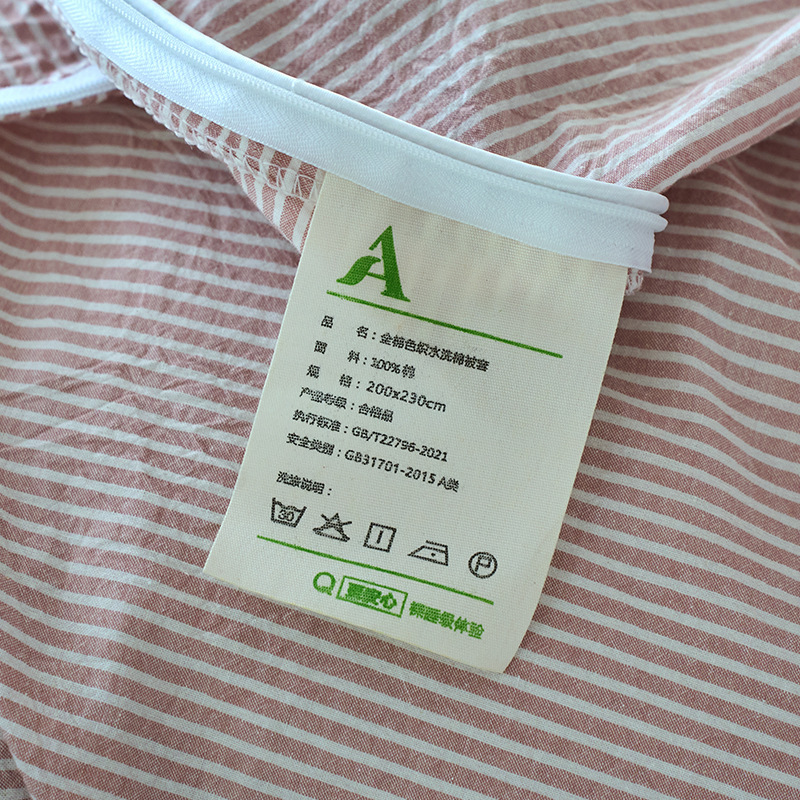 A
品 名：全棉色织水洗棉被套
面 料：100%棉
规 格：200x230cm
产品等级：合格品
执行标准：GB/T22796-2021
安全类别：GB31701-2015 A类
洗涤说明：
30
P
Q
裸睡级体验